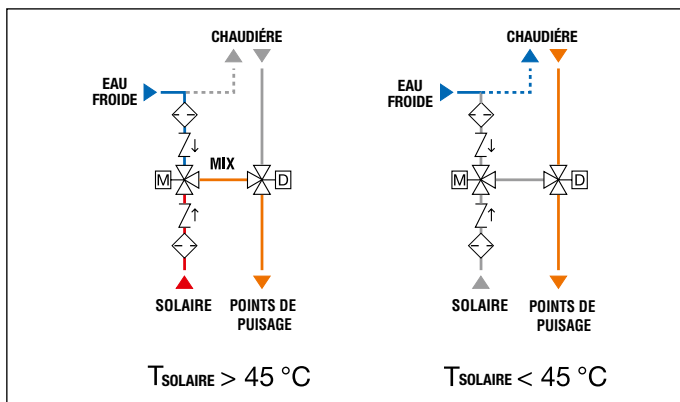 CHAUDIÉRE
EAU
FROIDE
MIX
M
D
SOLAIRE
POINTS DE
PUISAGE
TSOLAIRE > 45 °C
CHAUDIÉRE
EAU
FROIDE
M
D
SOLAIRE
POINTS DE
PUISAGE
TSOLAIRE < 45 °C